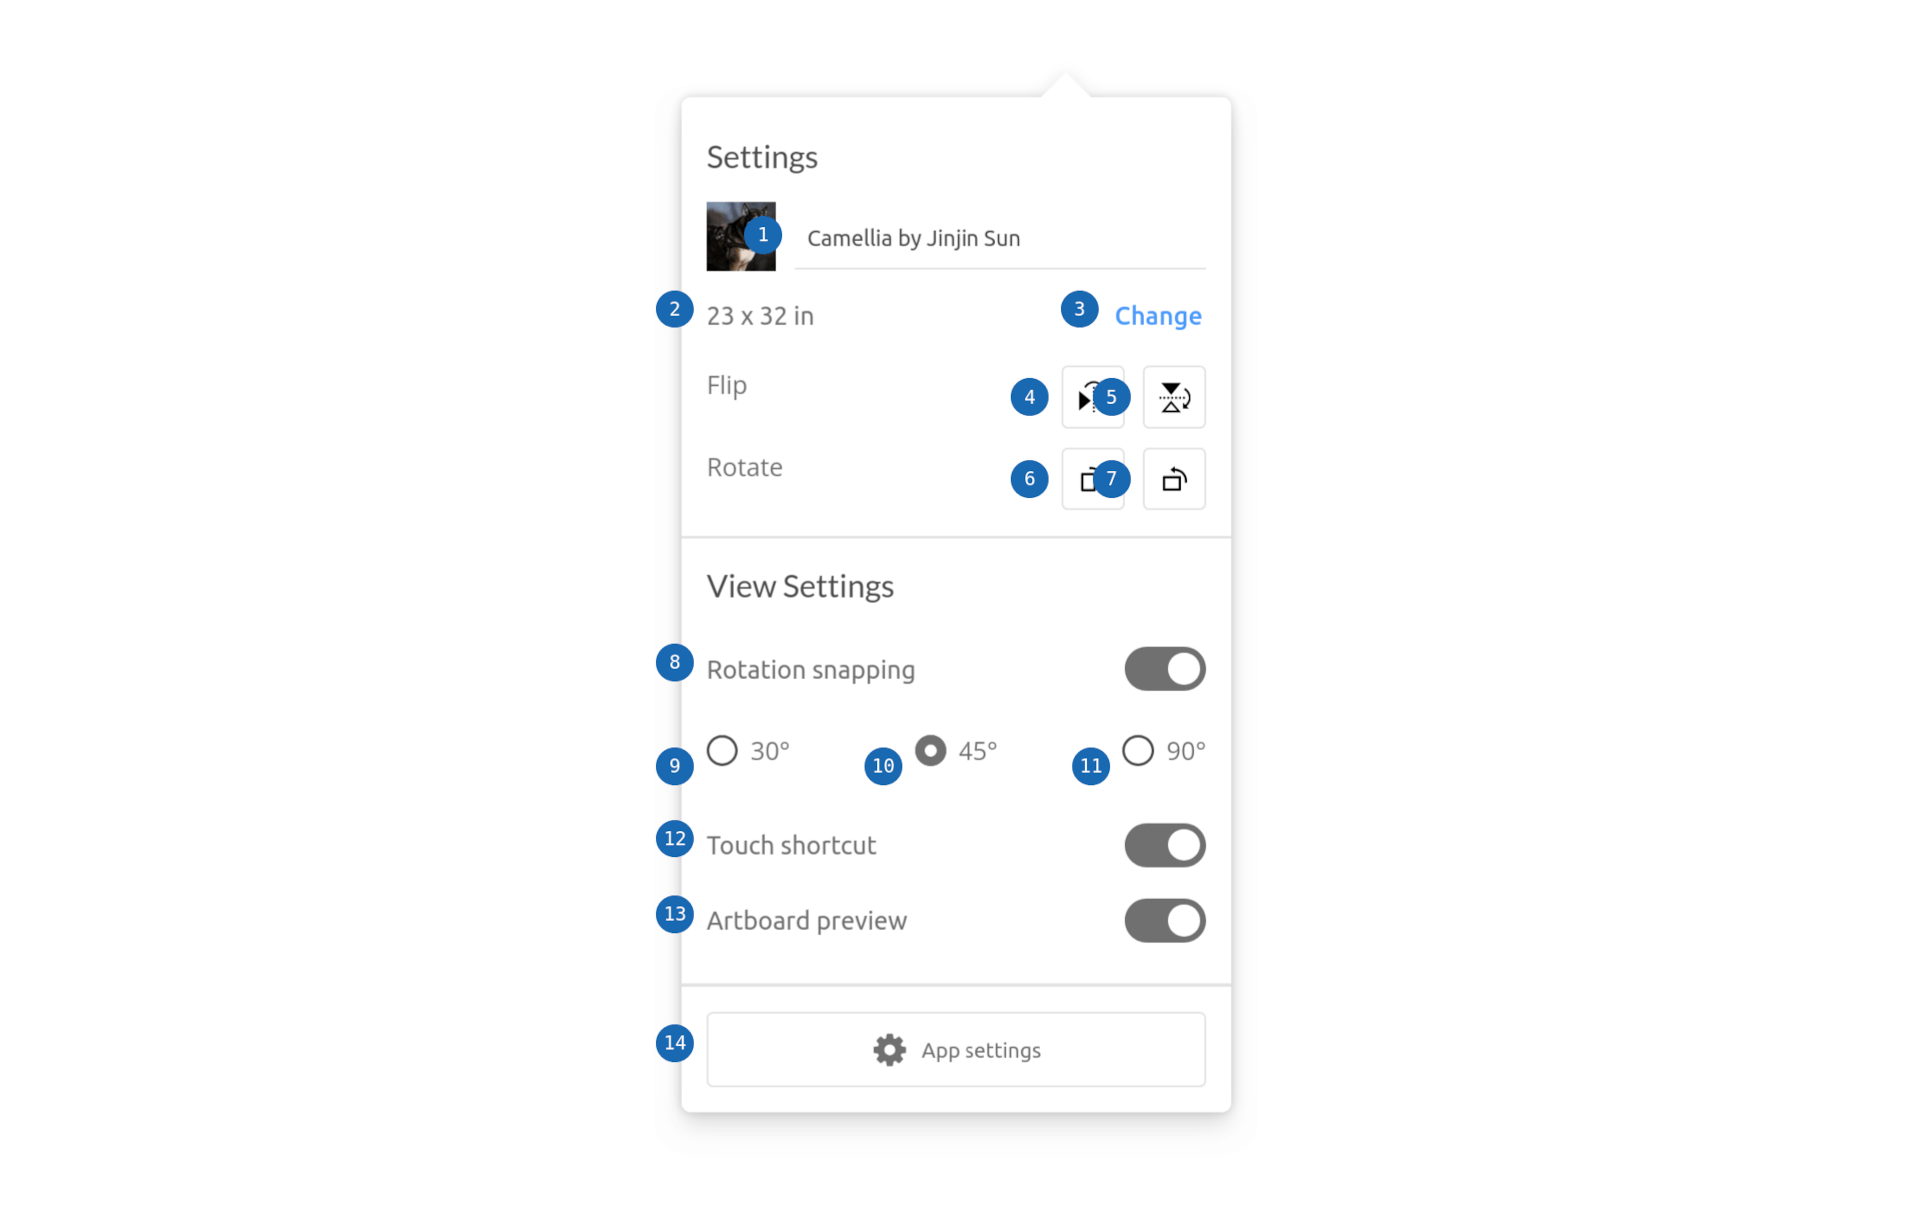 Settings
1
Camellia by Jinjin Sun
2 23 x 32 in 3 Change
Flip 4 5
Rotate 6 7
View Settings
8 Rotation snapping
9 30° 10 45° 11 90°
12 Touch shortcut
13 Artboard preview
14 App settings